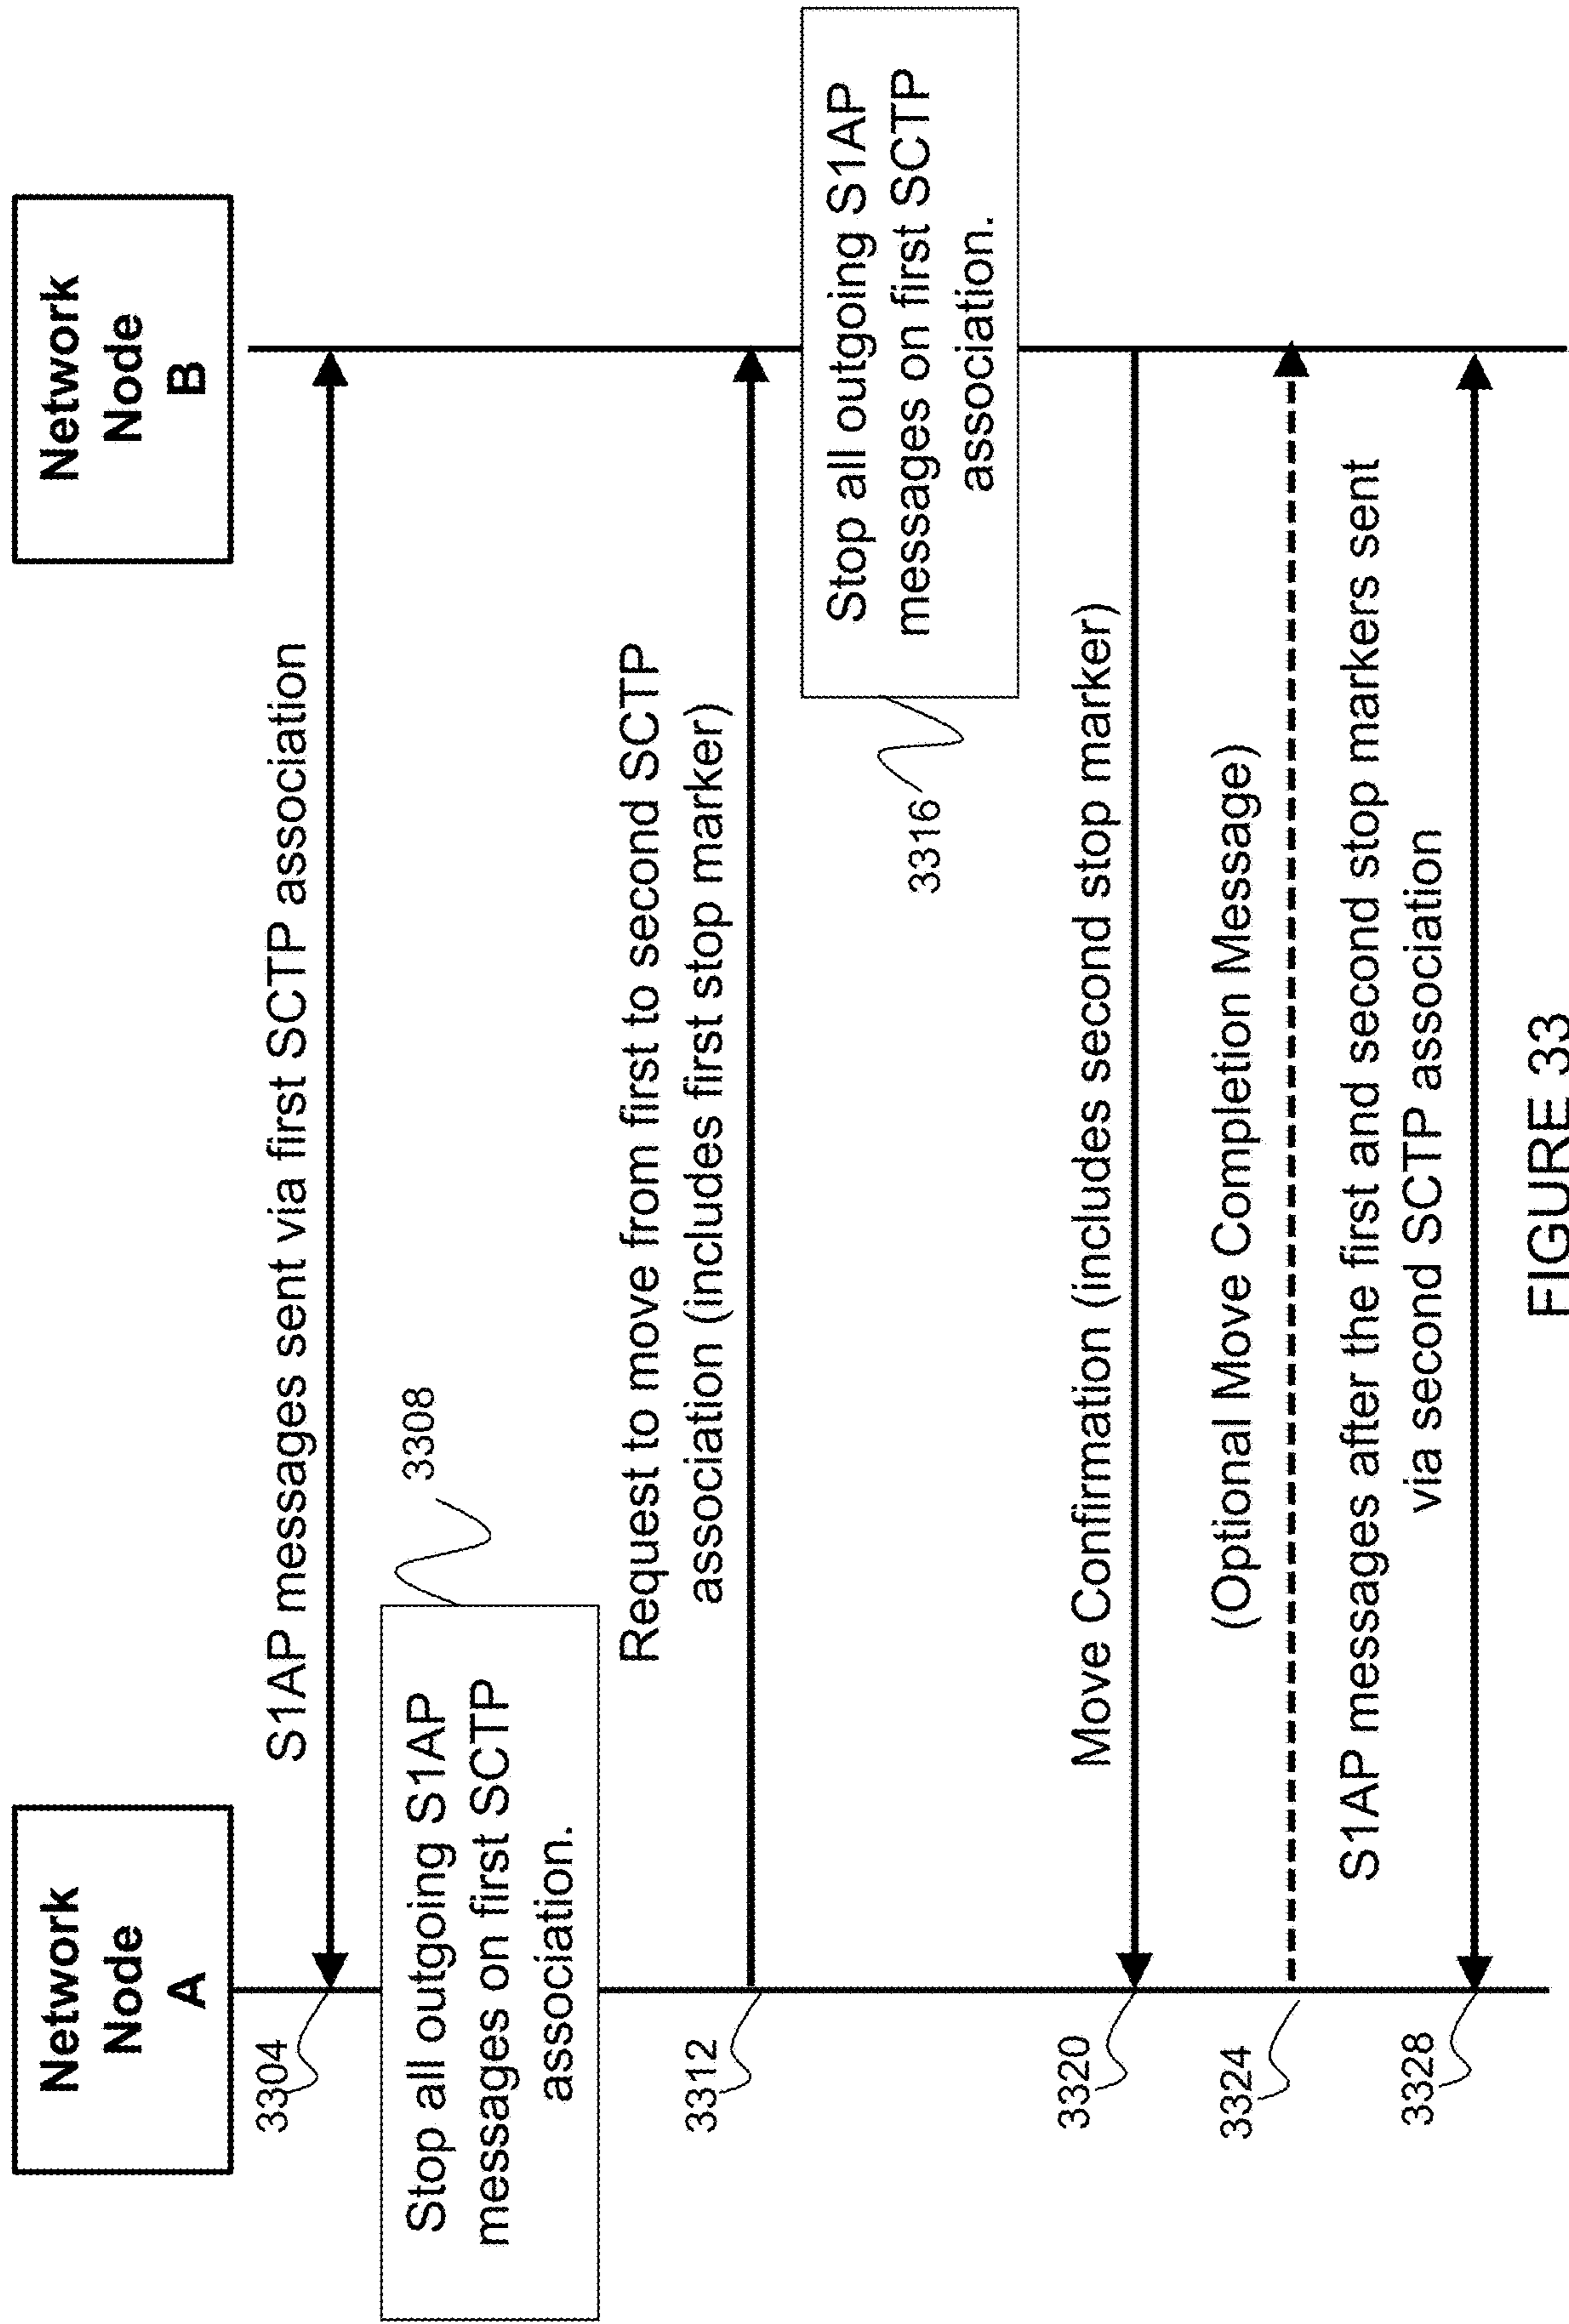 Network
Node
A
Network
Node
B
3304
S1AP messages sent via first SCTP association
Stop all outgoing S1AP
messages on first SCTP
association.
3308
3312
Request to move from first to second SCTP
association (includes first stop marker)
Stop all outgoing S1AP
messages on first SCTP
association.
3316
3320
Move Confirmation (includes second stop marker)
3324
(Optional Move Completion Message)
3328
S1AP messages after the first and second stop markers sent
via second SCTP association
FIGURE 33